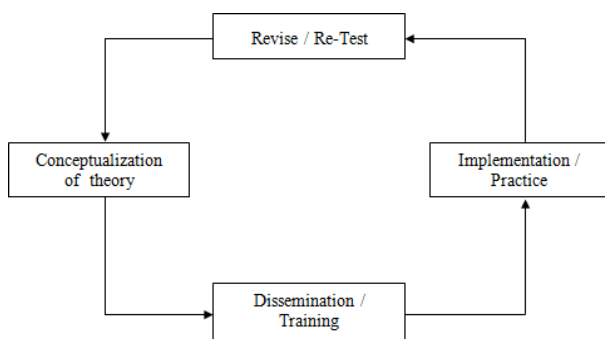 Revise / Re-Test
Conceptualization
of theory
Implementation /
Practice
Dissemination /
Training